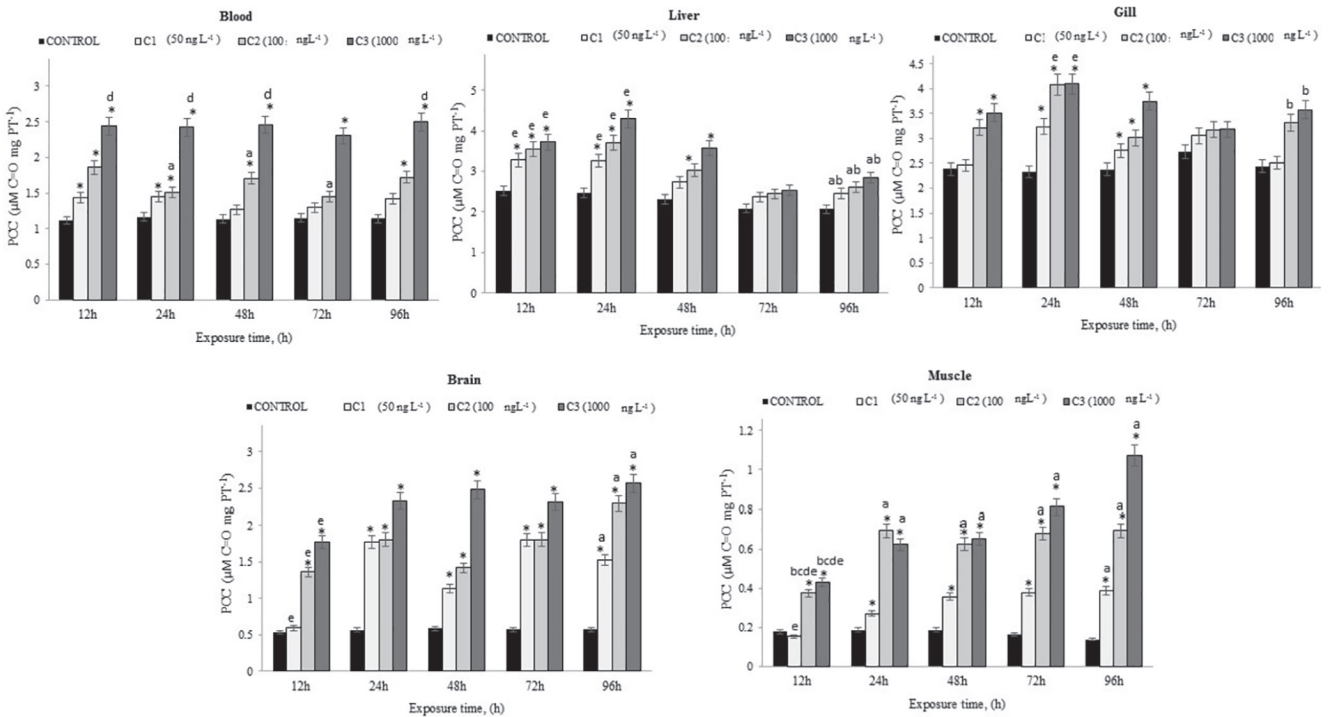 Blood
CONTROL C1 (50 ng L-1) C2 (100: ngL-1) C3 (1000 ng L-1)
PCC (µM C=O mg PT-1)
3
2.5
2
1.5
1
0.5
0
* * d *
* a * d *
a * d *
a *
* d *
12h 24h 48h 72h 96h
Exposure time, (h)
Liver
CONTROL C1 (50 ng L-1) C2 (100: ngL-1) C3 (1000 ng L-1)
PCC (µM C=O mg PT-1)
5
4
3
2
1
0
e * e * e *
e * e * e *
* *
ab ab ab
12h 24h 48h 72h 96h
Exposure time, (h)
Gill
CONTROL C1 (50 ng L-1) C2 (100: ngL-1) C3 (1000 ng L-1)
PCC (µM C=O mg PT-1)
4.5
4
3.5
3
2.5
2
1.5
1
0.5
0
* *
* e * e *
* * *
b b
12h 24h 48h 72h 96h
Exposure time, (h)
Brain
CONTROL C1 (50 ng L-1) C2 (100 ngL-1) C3 (1000 ng L-1)
PCC (µM C=O mg PT-1)
3
2.5
2
1.5
1
0.5
0
e e * e *
* * *
* * *
* * *
a * a * a *
12h 24h 48h 72h 96h
Exposure time, (h)
Muscle
CONTROL C1 (50 ng L-1) C2 (100 ngL-1) C3 (1000 ng L-1)
PCC (µM C=O mg PT-1)
1.2
1
0.8
0.6
0.4
0.2
0
e bcde * bcde *
* a * a *
* a * a *
* a * a *
a * a * a *
12h 24h 48h 72h 96h
Exposure time, (h)